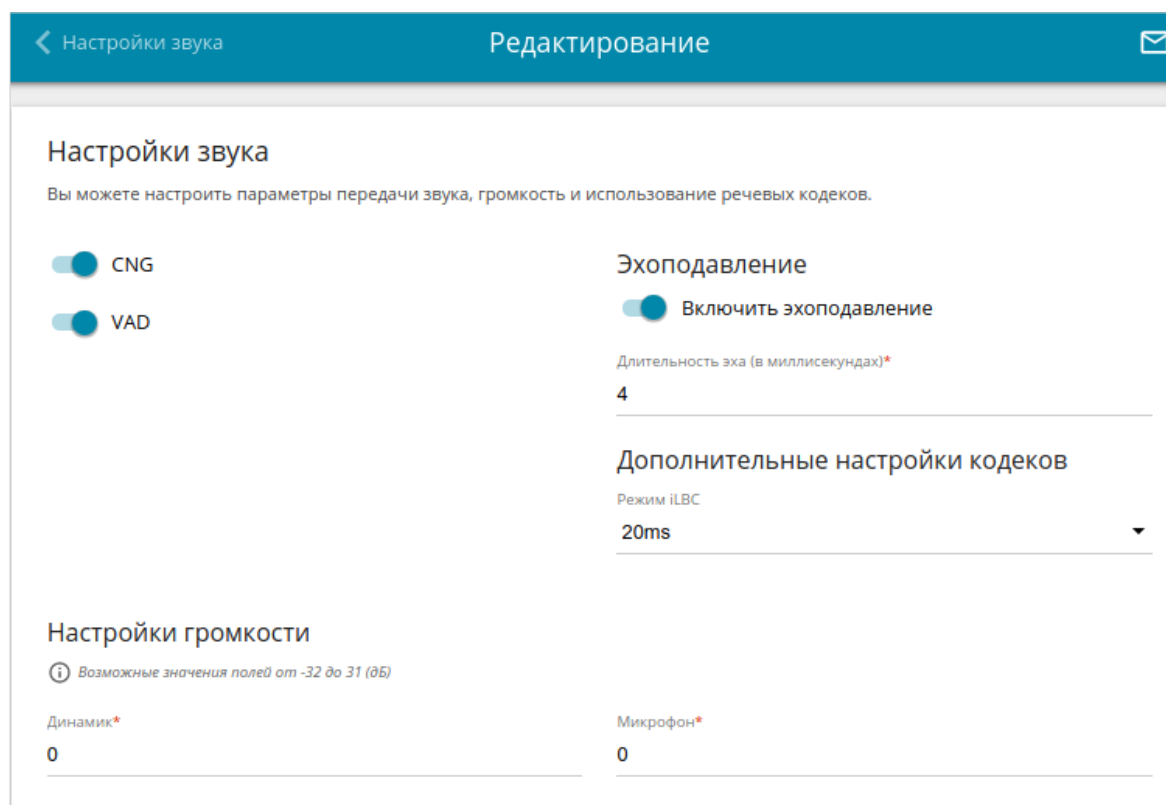 Настройки звука
Редактирование
Настройки звука
Вы можете настроить параметры передачи звука, громкость и использование речевых кодеков.
CNG
VAD
Эхоподавление
Включить эхоподавление
Длительность эха (в миллисекундах)*
4
Дополнительные настройки кодеков
Режим iLBC
20ms
Настройки громкости
Возможные значения полей от -32 до 31 (дБ)
Динамик*
0
Микрофон*
0